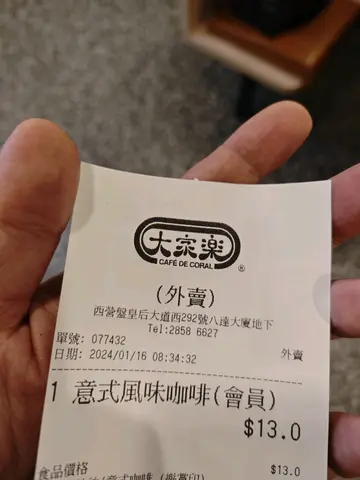 大家樂
CAFÉ DE CORAL
®
(外賣)
西營盤皇后大道西292號八達大廈地下
Tel:2858 6627
單號: 077432
日期: 2024/01/16 08:34:32 外賣
1 意式風味咖啡(會員)
$13.0
食品價格 $13.0